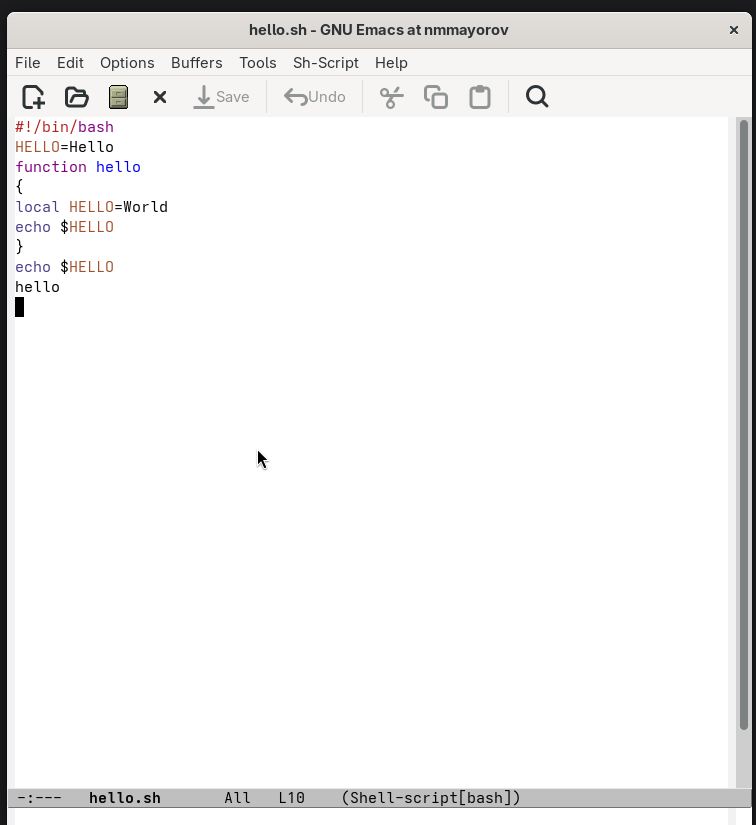 hello.sh - GNU Emacs at nmmayorov
File Edit Options Buffers Tools Sh-Script Help
Save Undo
#!/bin/bash
HELLO=Hello
function hello
{
local HELLO=World
echo $HELLO
}
echo $HELLO
hello
-:--- hello.sh All L10 (Shell-script[bash])